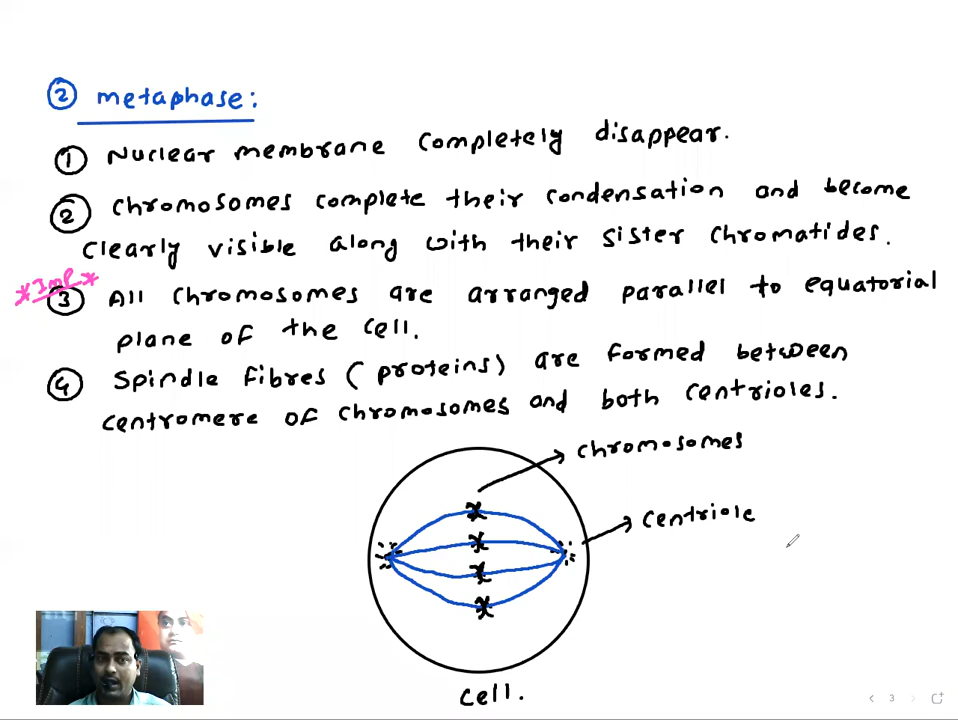 ② metaphase:
① Nuclear membrane completely disappear.
② Chromosomes complete their condensation and become
clearly visible along with their sister chromatides.
*Imp*
③ All chromosomes are arranged parallel to equatorial
plane of the cell.
④ Spindle fibres (proteins) are formed between
centromere of chromosomes and both centrioles.
chromosomes
centriole
cell.
3